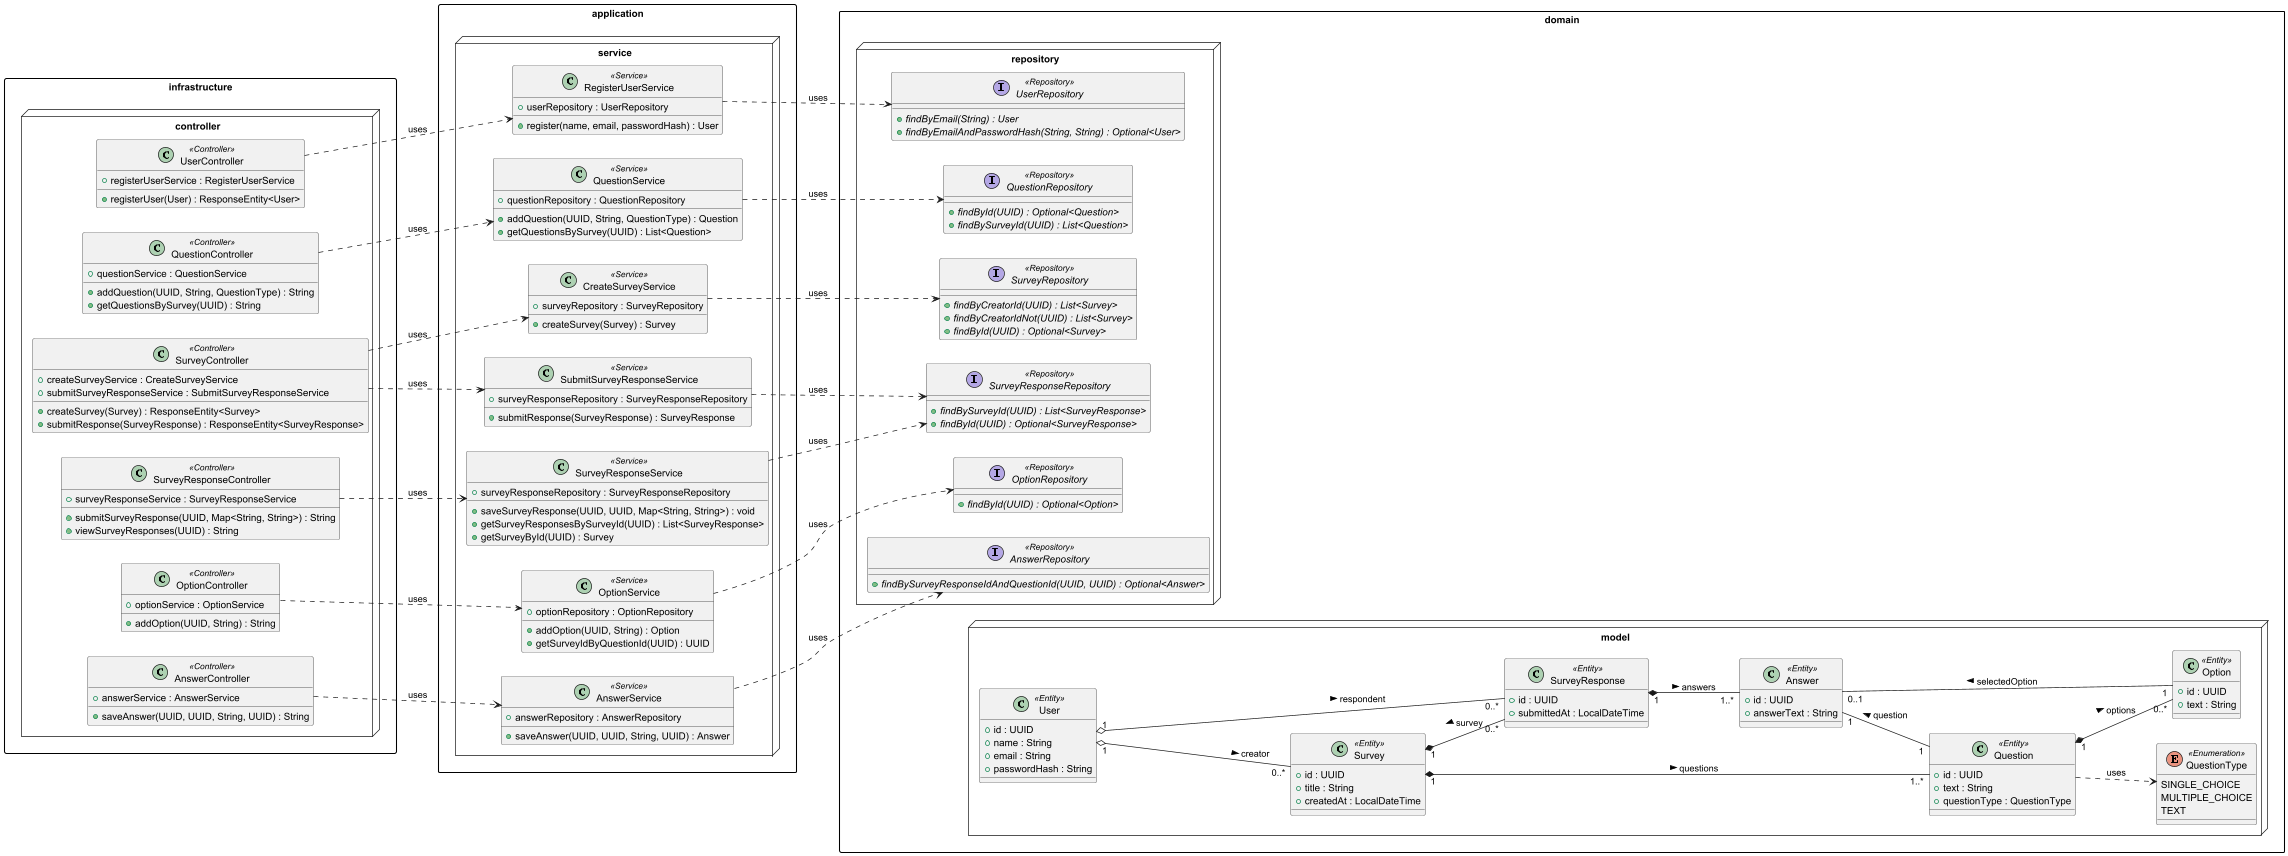 infrastructure
controller
C
«Controller»
UserController
registerUserService : RegisterUserService
registerUser(User) : ResponseEntity<User>
C
«Controller»
QuestionController
questionService : QuestionService
addQuestion(UUID, String, QuestionType) : String
getQuestionsBySurvey(UUID) : String
C
«Controller»
SurveyController
createSurveyService : CreateSurveyService
submitSurveyResponseService : SubmitSurveyResponseService
createSurvey(Survey) : ResponseEntity<Survey>
submitResponse(SurveyResponse) : ResponseEntity<SurveyResponse>
C
«Controller»
SurveyResponseController
surveyResponseService : SurveyResponseService
submitSurveyResponse(UUID, Map<String, String>) : String
viewSurveyResponses(UUID) : String
C
«Controller»
OptionController
optionService : OptionService
addOption(UUID, String) : String
C
«Controller»
AnswerController
answerService : AnswerService
saveAnswer(UUID, UUID, String, UUID) : String
uses
uses
uses
uses
uses
uses
uses
application
service
C
«Service»
RegisterUserService
userRepository : UserRepository
register(name, email, passwordHash) : User
C
«Service»
QuestionService
questionRepository : QuestionRepository
addQuestion(UUID, String, QuestionType) : Question
getQuestionsBySurvey(UUID) : List<Question>
C
«Service»
CreateSurveyService
surveyRepository : SurveyRepository
createSurvey(Survey) : Survey
C
«Service»
SubmitSurveyResponseService
surveyResponseRepository : SurveyResponseRepository
submitResponse(SurveyResponse) : SurveyResponse
C
«Service»
SurveyResponseService
surveyResponseRepository : SurveyResponseRepository
saveSurveyResponse(UUID, UUID, Map<String, String>) : void
getSurveyResponsesBySurveyId(UUID) : List<SurveyResponse>
getSurveyById(UUID) : Survey
C
«Service»
OptionService
optionRepository : OptionRepository
addOption(UUID, String) : Option
getSurveyIdByQuestionId(UUID) : UUID
C
«Service»
AnswerService
answerRepository : AnswerRepository
saveAnswer(UUID, UUID, String, UUID) : Answer
uses
uses
uses
uses
uses
uses
uses
domain
repository
I
«Repository»
UserRepository
findByEmail(String) : User
findByEmailAndPasswordHash(String, String) : Optional<User>
I
«Repository»
QuestionRepository
findById(UUID) : Optional<Question>
findBySurveyId(UUID) : List<Question>
I
«Repository»
SurveyRepository
findByCreatorId(UUID) : List<Survey>
findByCreatorIdNot(UUID) : List<Survey>
findById(UUID) : Optional<Survey>
I
«Repository»
SurveyResponseRepository
findBySurveyId(UUID) : List<SurveyResponse>
findById(UUID) : Optional<SurveyResponse>
I
«Repository»
OptionRepository
findById(UUID) : Optional<Option>
I
«Repository»
AnswerRepository
findBySurveyResponseIdAndQuestionId(UUID, UUID) : Optional<Answer>
model
C
«Entity»
User
id : UUID
name : String
email : String
passwordHash : String
1
respondent
0..*
1
creator
0..*
C
«Entity»
Survey
id : UUID
title : String
createdAt : LocalDateTime
1
survey
0..*
1
questions
1..*
C
«Entity»
SurveyResponse
id : UUID
submittedAt : LocalDateTime
1
answers
1..*
C
«Entity»
Answer
id : UUID
answerText : String
0..1
selectedOption
1
1
question
1
C
«Entity»
Question
id : UUID
text : String
questionType : QuestionType
1
options
0..*
uses
C
«Entity»
Option
id : UUID
text : String
E
«Enumeration»
QuestionType
SINGLE_CHOICE
MULTIPLE_CHOICE
TEXT